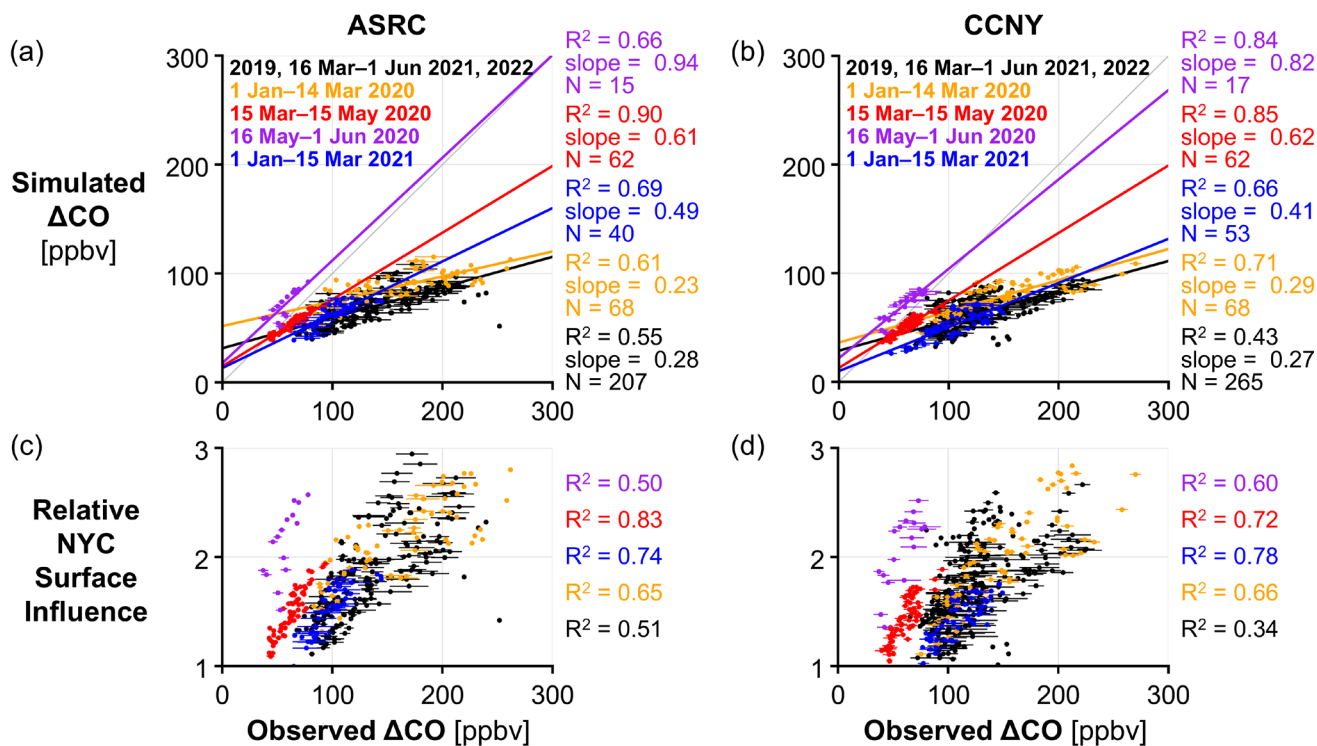 ASRC
CCNY
(a)
300
200
100
0
0
100
200
300
Simulated
ΔCO
[ppbv]
2019, 16 Mar–1 Jun 2021, 2022
1 Jan–14 Mar 2020
15 Mar–15 May 2020
16 May–1 Jun 2020
1 Jan–15 Mar 2021
R² = 0.66
slope = 0.94
N = 15
R² = 0.90
slope = 0.61
N = 62
R² = 0.69
slope = 0.49
N = 40
R² = 0.61
slope = 0.23
N = 68
R² = 0.55
slope = 0.28
N = 207
(b)
300
200
100
0
0
100
200
300
2019, 16 Mar–1 Jun 2021, 2022
1 Jan–14 Mar 2020
15 Mar–15 May 2020
16 May–1 Jun 2020
1 Jan–15 Mar 2021
R² = 0.84
slope = 0.82
N = 17
R² = 0.85
slope = 0.62
N = 62
R² = 0.66
slope = 0.41
N = 53
R² = 0.71
slope = 0.29
N = 68
R² = 0.43
slope = 0.27
N = 265
(c)
3
2
1
0
100
200
300
Relative
NYC
Surface
Influence
R² = 0.50
R² = 0.83
R² = 0.74
R² = 0.65
R² = 0.51
Observed ΔCO [ppbv]
(d)
3
2
1
0
100
200
300
R² = 0.60
R² = 0.72
R² = 0.78
R² = 0.66
R² = 0.34
Observed ΔCO [ppbv]